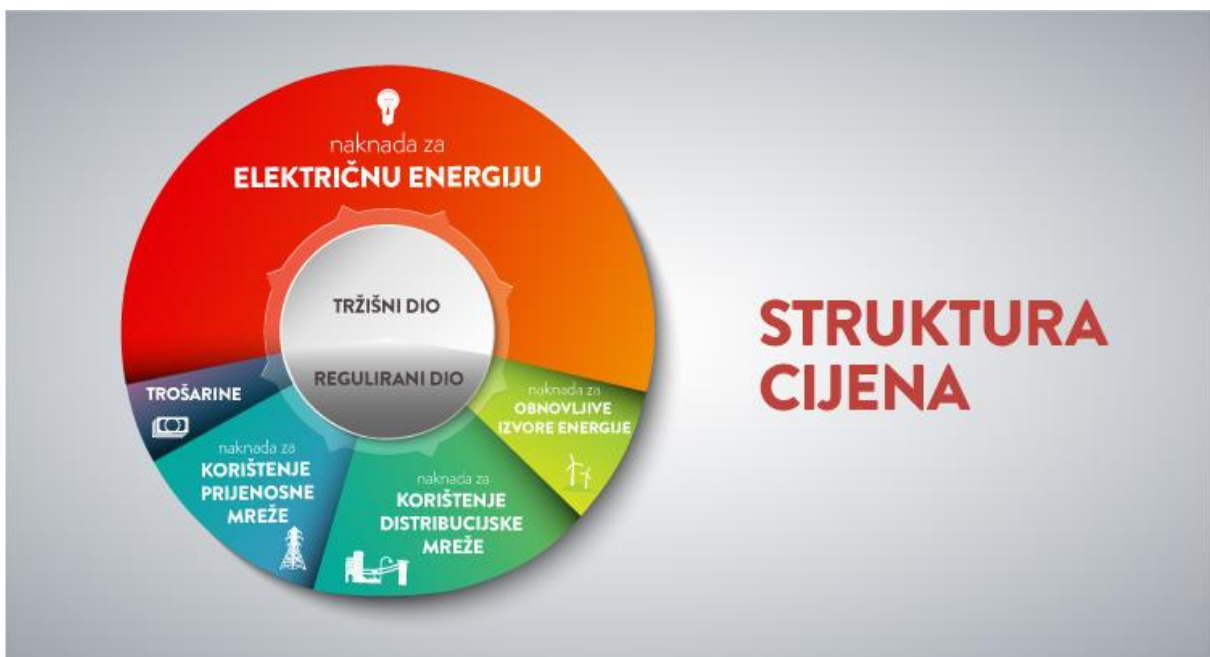 naknada za
ELEKTRIČNU ENERGIJU
TRŽIŠNI DIO
REGULIRANI DIO
TROŠARINE
naknada za
KORIŠTENJE
PRIJENOSNE
MREŽE
naknada za
KORIŠTENJE
DISTRIBUCIJSKE
MREŽE
naknada za
OBNOVLJIVE
IZVORE ENERGIJE
STRUKTURA
CIJENA